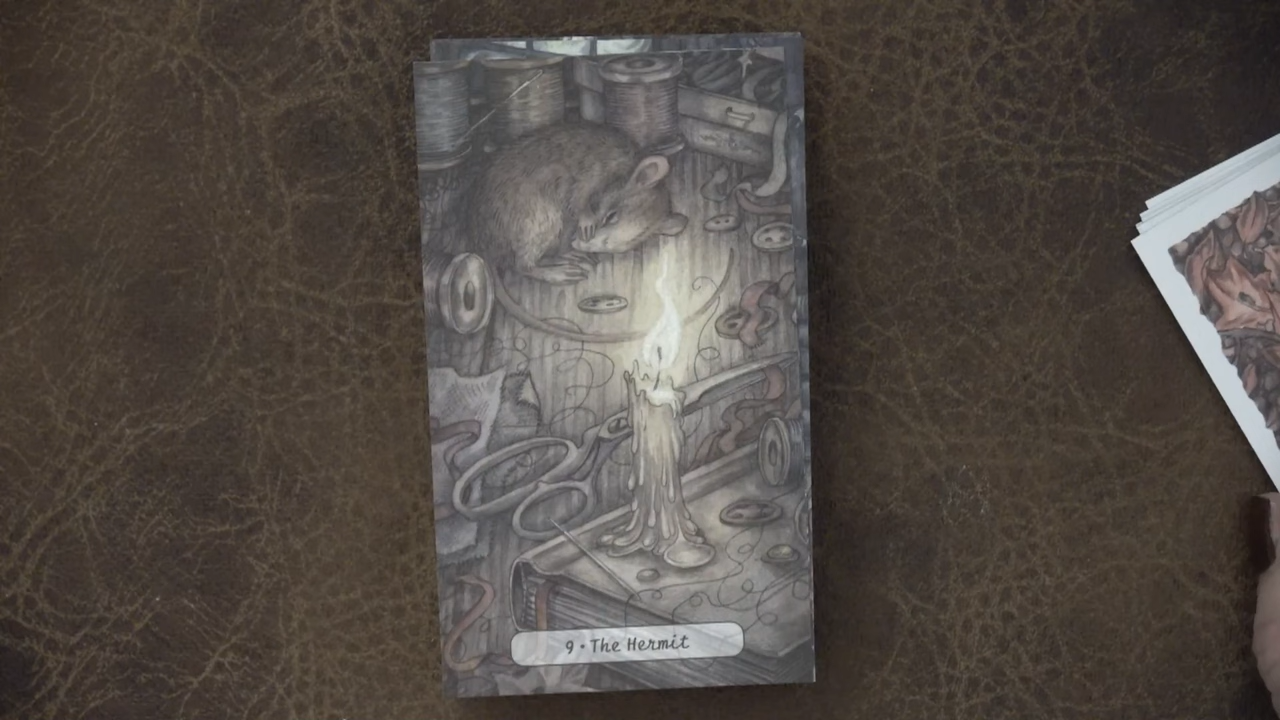 9 • The Hermit